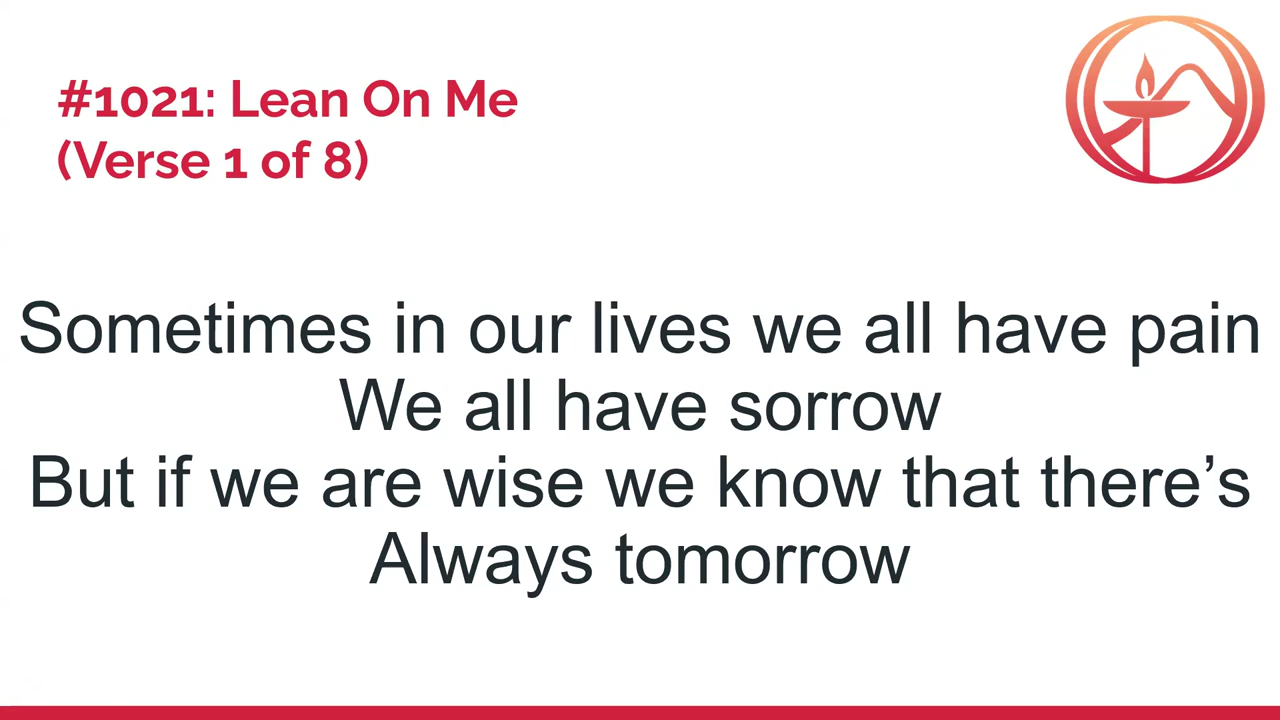 #1021: Lean On Me
(Verse 1 of 8)
Sometimes in our lives we all have pain
We all have sorrow
But if we are wise we know that there’s
Always tomorrow